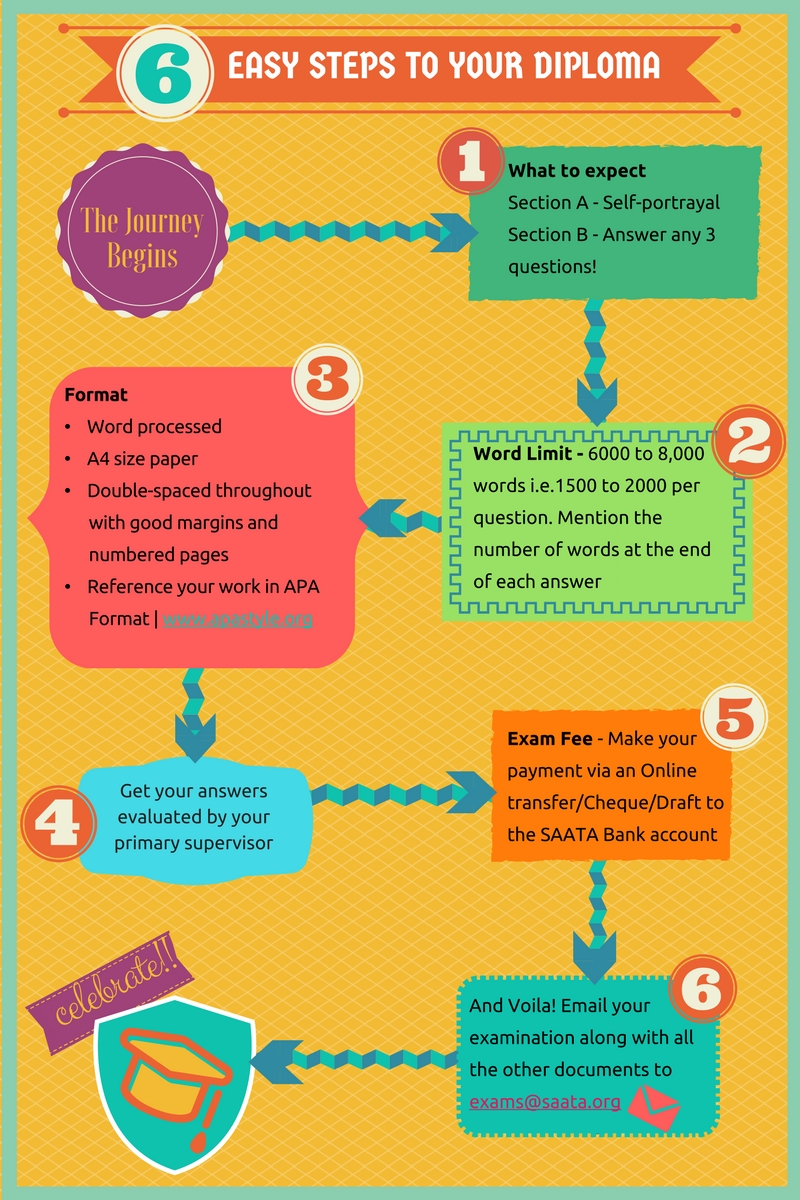 6 EASY STEPS TO YOUR DIPLOMA
The Journey
Begins
1
What to expect
Section A - Self-portrayal
Section B - Answer any 3
questions!
2
Word Limit - 6000 to 8,000
words i.e.1500 to 2000 per
question. Mention the
number of words at the end
of each answer
3
Format
• Word processed
• A4 size paper
• Double-spaced throughout
with good margins and
numbered pages
• Reference your work in APA
Format | www.apastyle.org
4
Get your answers
evaluated by your
primary supervisor
5
Exam Fee - Make your
payment via an Online
transfer/Cheque/Draft to
the SAATA Bank account
6
And Voila! Email your
examination along with all
the other documents to
exams@saata.org
celebrate!!